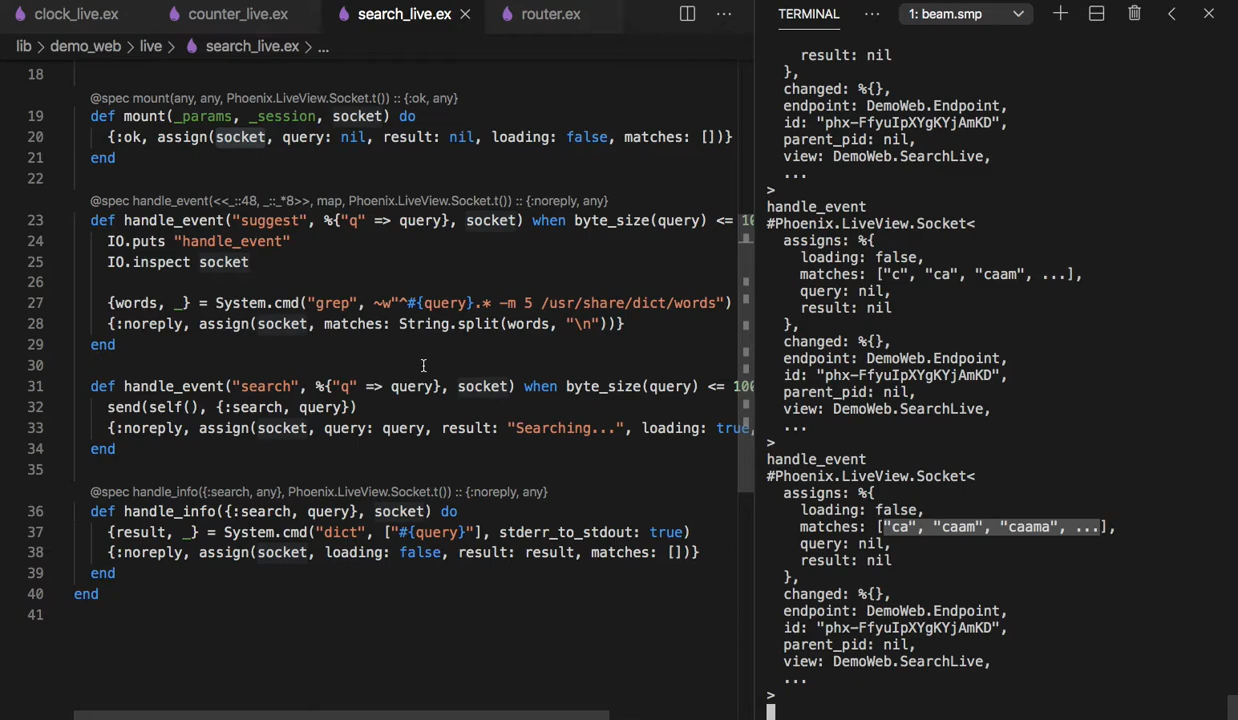 clock_live.ex counter_live.ex search_live.ex router.ex
lib > demo_web > live > search_live.ex > ...
18
@spec mount(any, any, Phoenix.LiveView.Socket.t()) :: {:ok, any}
19 def mount(_params, _session, socket) do
20 {:ok, assign(socket, query: nil, result: nil, loading: false, matches: [])}
21 end
22
@spec handle_event(<<_::48, _::_*8>>, map, Phoenix.LiveView.Socket.t()) :: {:noreply, any}
23 def handle_event("suggest", %{"q" => query}, socket) when byte_size(query) <= 10
24 IO.puts "handle_event"
25 IO.inspect socket
26
27 {words, _} = System.cmd("grep", ~w"^#{query}.* -m 5 /usr/share/dict/words")
28 {:noreply, assign(socket, matches: String.split(words, "\n"))}
29 end
30
31 def handle_event("search", %{"q" => query}, socket) when byte_size(query) <= 100
32 send(self(), {:search, query})
33 {:noreply, assign(socket, query: query, result: "Searching...", loading: true,
34 end
35
@spec handle_info({:search, any}, Phoenix.LiveView.Socket.t()) :: {:noreply, any}
36 def handle_info({:search, query}, socket) do
37 {result, _} = System.cmd("dict", ["#{query}"], stderr_to_stdout: true)
38 {:noreply, assign(socket, loading: false, result: result, matches: [])}
39 end
40 end
41
TERMINAL ... 1: beam.smp
result: nil
},
changed: %{},
endpoint: DemoWeb.Endpoint,
id: "phx-FfyuIpXYgKYjAmKD",
parent_pid: nil,
view: DemoWeb.SearchLive,
...
>
handle_event
#Phoenix.LiveView.Socket<
assigns: %{
loading: false,
matches: ["c", "ca", "caam", ...],
query: nil,
result: nil
},
changed: %{},
endpoint: DemoWeb.Endpoint,
id: "phx-FfyuIpXYgKYjAmKD",
parent_pid: nil,
view: DemoWeb.SearchLive,
...
>
handle_event
#Phoenix.LiveView.Socket<
assigns: %{
loading: false,
matches: ["ca", "caam", "caama", ...],
query: nil,
result: nil
},
changed: %{},
endpoint: DemoWeb.Endpoint,
id: "phx-FfyuIpXYgKYjAmKD",
parent_pid: nil,
view: DemoWeb.SearchLive,
...
>